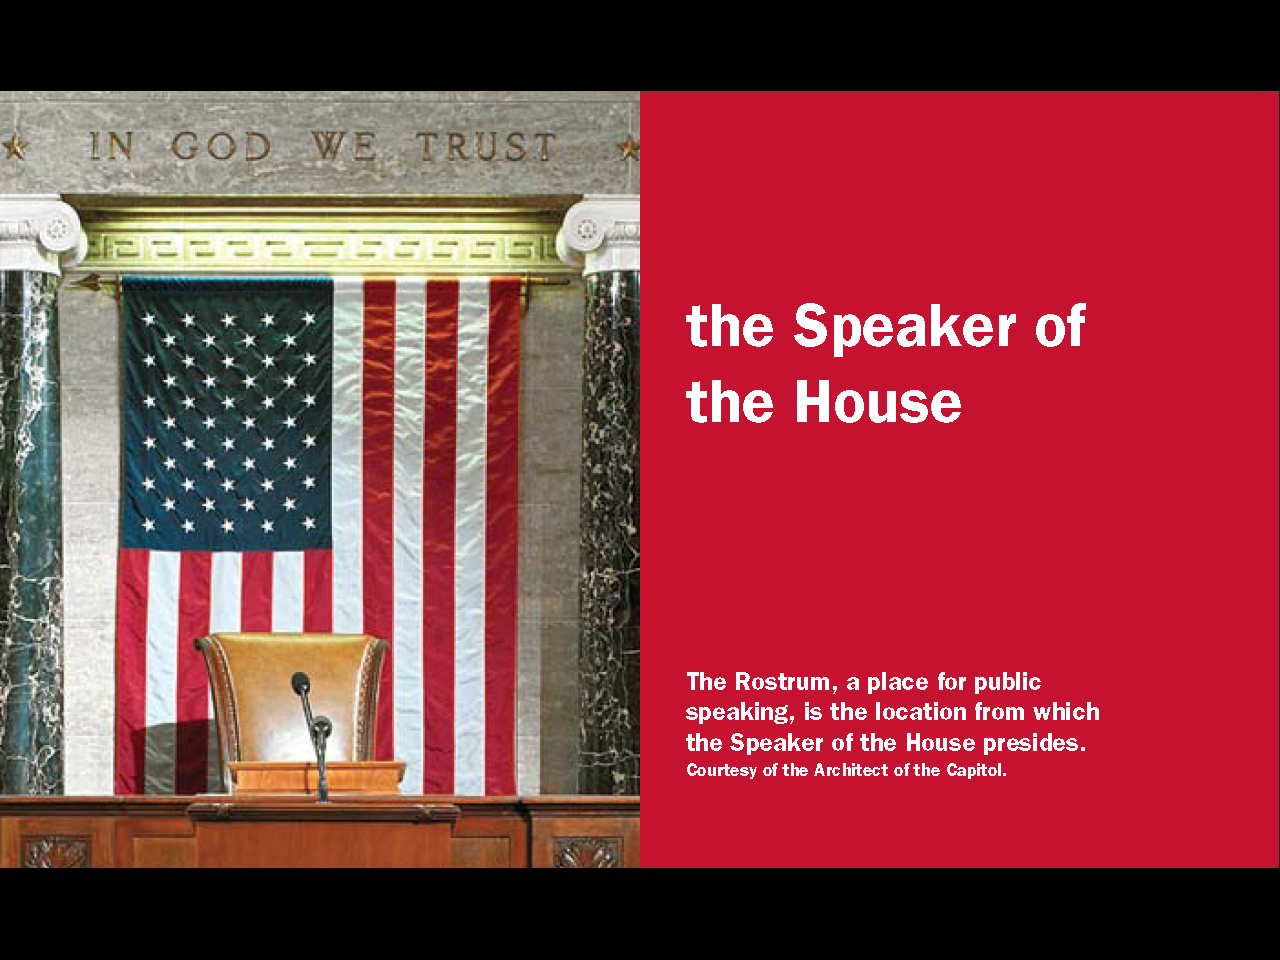 IN GOD WE TRUST
the Speaker of
the House
The Rostrum, a place for public
speaking, is the location from which
the Speaker of the House presides.
Courtesy of the Architect of the Capitol.